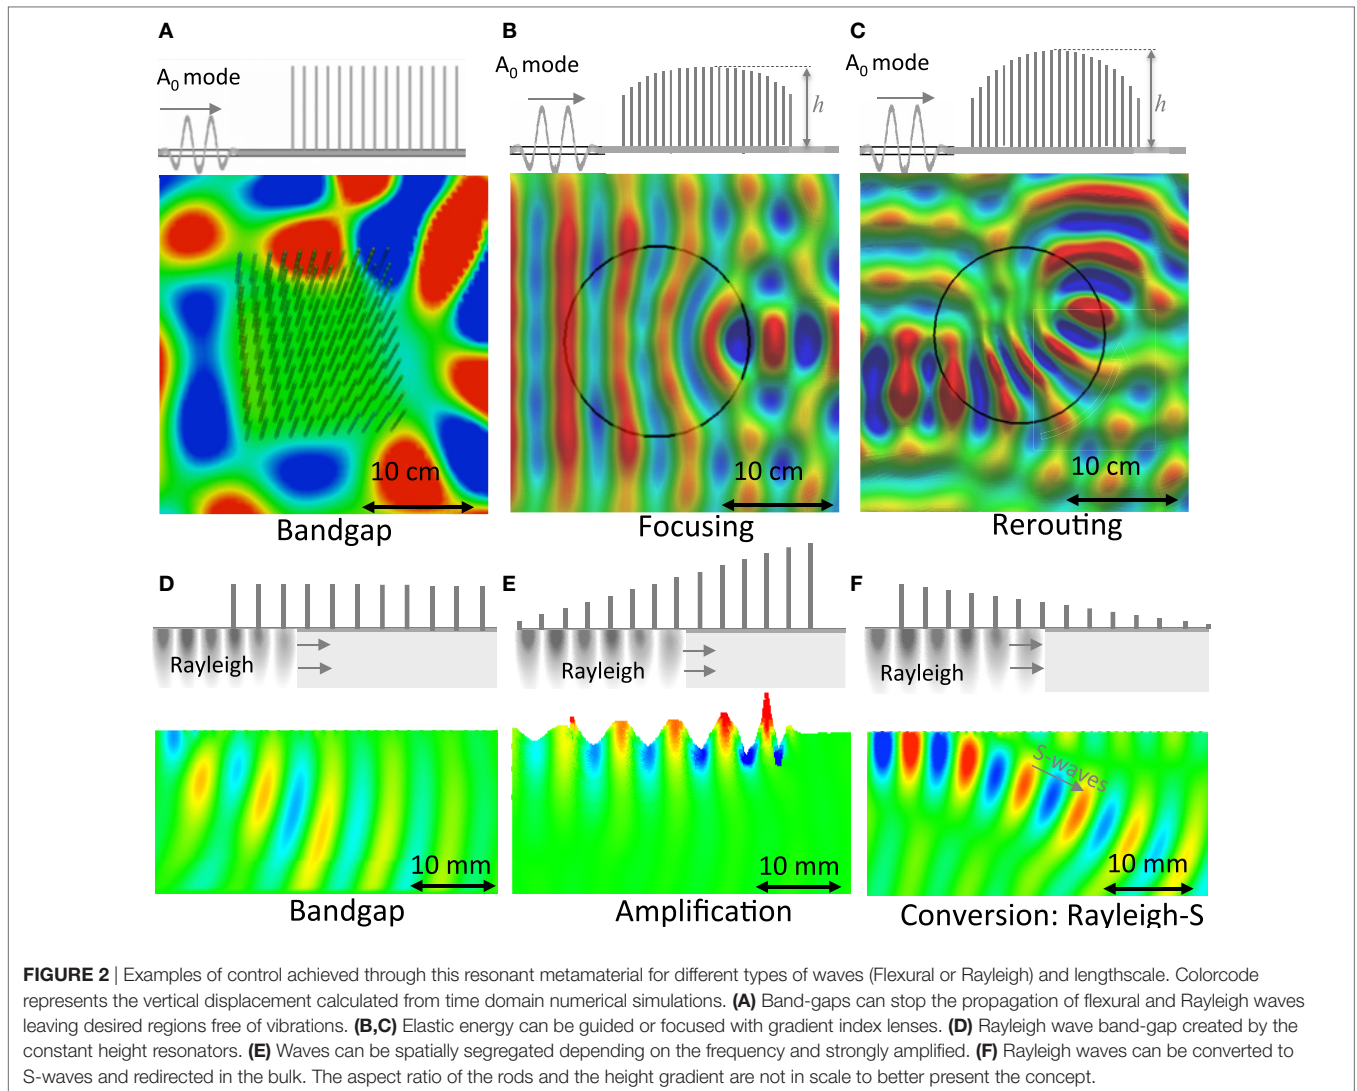 A
B
C
A0 mode
A0 mode
A0 mode
h
h
10 cm
10 cm
10 cm
Bandgap
Focusing
Rerouting
D
E
F
Rayleigh
Rayleigh
Rayleigh
S-waves
10 mm
10 mm
10 mm
Bandgap
Amplification
Conversion: Rayleigh-S
FIGURE 2 | Examples of control achieved through this resonant metamaterial for different types of waves (Flexural or Rayleigh) and lengthscale. Colorcode
represents the vertical displacement calculated from time domain numerical simulations. (A) Band-gaps can stop the propagation of flexural and Rayleigh waves
leaving desired regions free of vibrations. (B,C) Elastic energy can be guided or focused with gradient index lenses. (D) Rayleigh wave band-gap created by the
constant height resonators. (E) Waves can be spatially segregated depending on the frequency and strongly amplified. (F) Rayleigh waves can be converted to
S-waves and redirected in the bulk. The aspect ratio of the rods and the height gradient are not in scale to better present the concept.